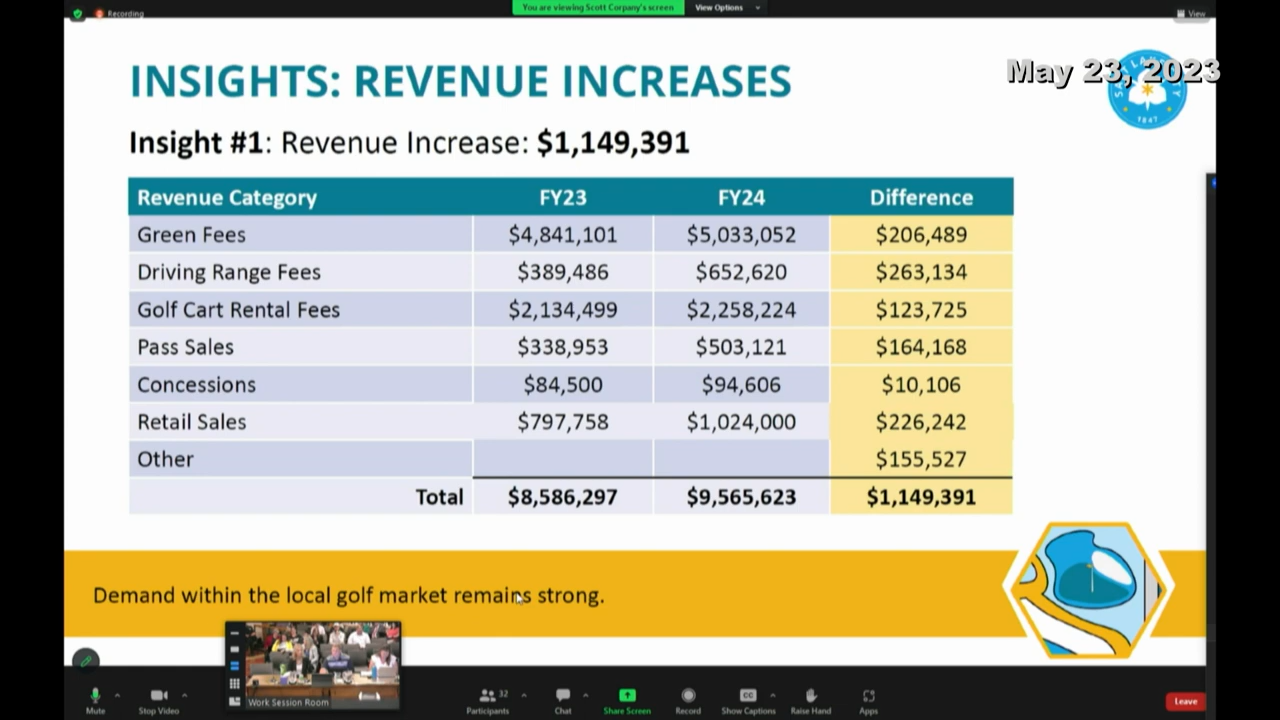 Recording
You are viewing Scott Corpany's screen
View Options
View
May 23, 2023
INSIGHTS: REVENUE INCREASES
1847
Insight #1: Revenue Increase: $1,149,391
Revenue Category FY23 FY24 Difference
Green Fees $4,841,101 $5,033,052 $206,489
Driving Range Fees $389,486 $652,620 $263,134
Golf Cart Rental Fees $2,134,499 $2,258,224 $123,725
Pass Sales $338,953 $503,121 $164,168
Concessions $84,500 $94,606 $10,106
Retail Sales $797,758 $1,024,000 $226,242
Other $155,527
Total $8,586,297 $9,565,623 $1,149,391
Demand within the local golf market remains strong.
Work Session Room
Mute
Stop Video
Participants 32
Chat
Share Screen
Record
CC
Show Captions
Raise Hand
Apps
Leave